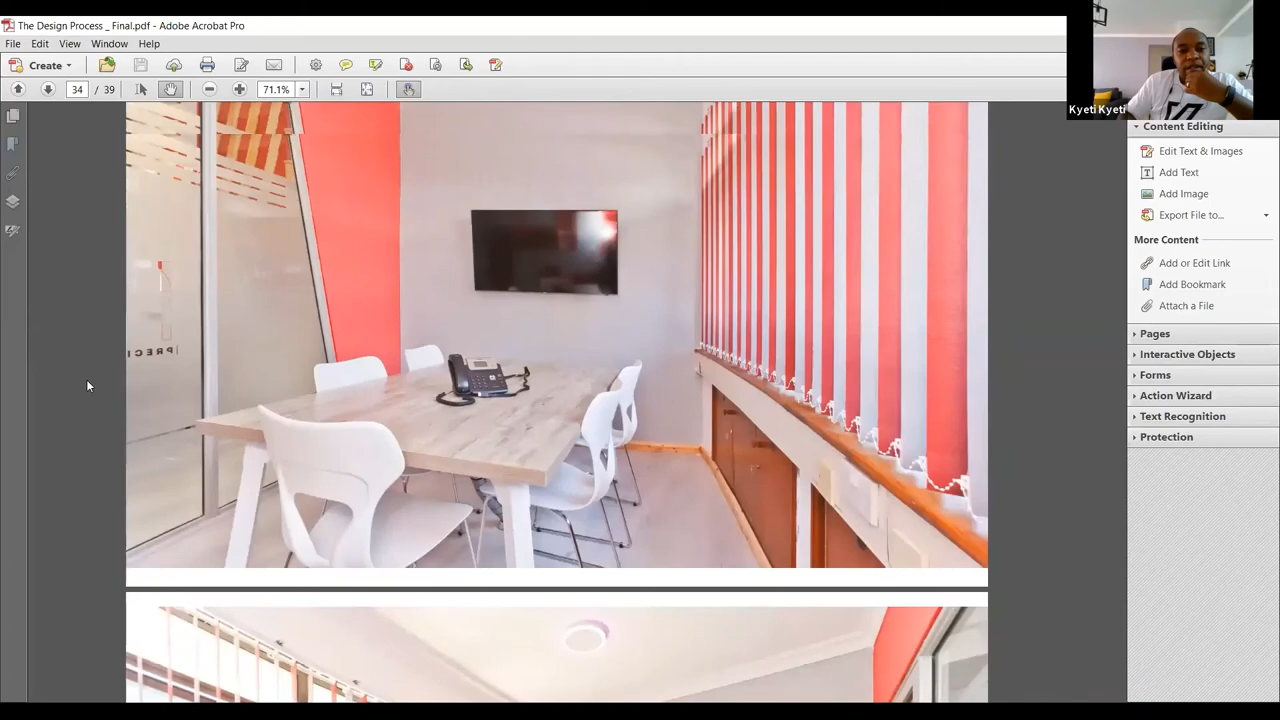 The Design Process _ Final.pdf - Adobe Acrobat Pro
File Edit View Window Help
Create
34 / 39 71.1%
Kyeti Kyeti
Content Editing
Edit Text & Images
Add Text
Add Image
Export File to...
More Content
Add or Edit Link
Add Bookmark
Attach a File
Pages
Interactive Objects
Forms
Action Wizard
Text Recognition
Protection
PRECI